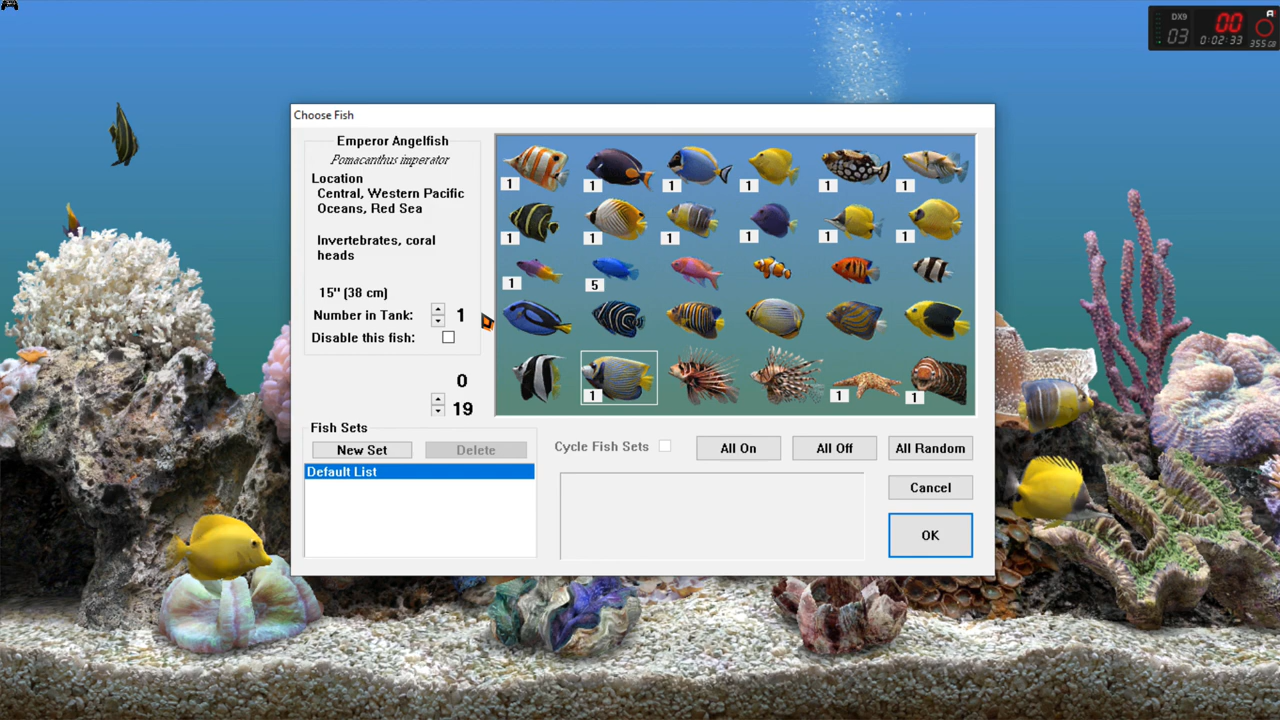 DX9
00
A
03
0:02:33
355 GB
Choose Fish
Emperor Angelfish
Pomacanthus imperator
Location
Central, Western Pacific
Oceans, Red Sea
Invertebrates, coral
heads
15" (38 cm)
Number in Tank: 1
Disable this fish:
0
19
1 1 1 1 1 1
1 1 1 1 1 1
1 5
1 1 1
Fish Sets
New Set
Delete
Default List
Cycle Fish Sets
All On
All Off
All Random
Cancel
OK